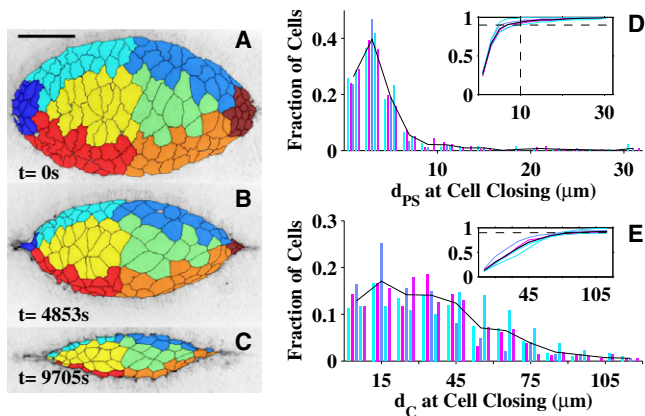 A
t= 0s
B
t= 4853s
C
t= 9705s
D
Fraction of Cells
0.4
0.2
0
10
20
30
d_PS at Cell Closing (μm)
1
0.5
0
0
10
20
30
E
Fraction of Cells
0.3
0.2
0.1
0
15
45
75
105
d_C at Cell Closing (μm)
1
0.5
0
45
105